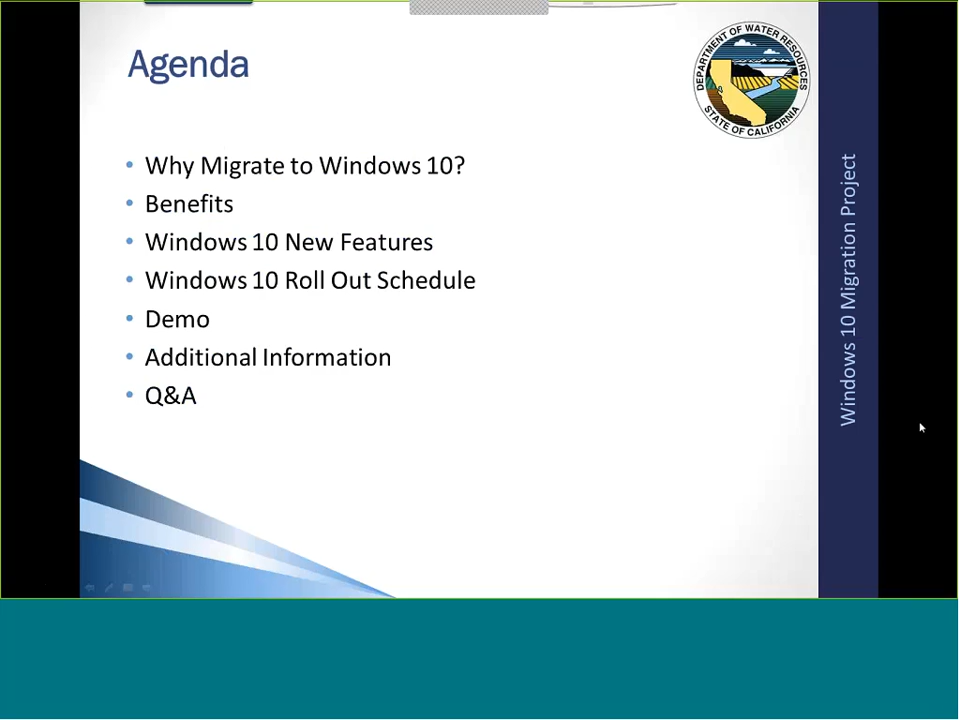 Agenda
DEPARTMENT OF WATER RESOURCES
STATE OF CALIFORNIA
• Why Migrate to Windows 10?
• Benefits
• Windows 10 New Features
• Windows 10 Roll Out Schedule
• Demo
• Additional Information
• Q&A
Windows 10 Migration Project